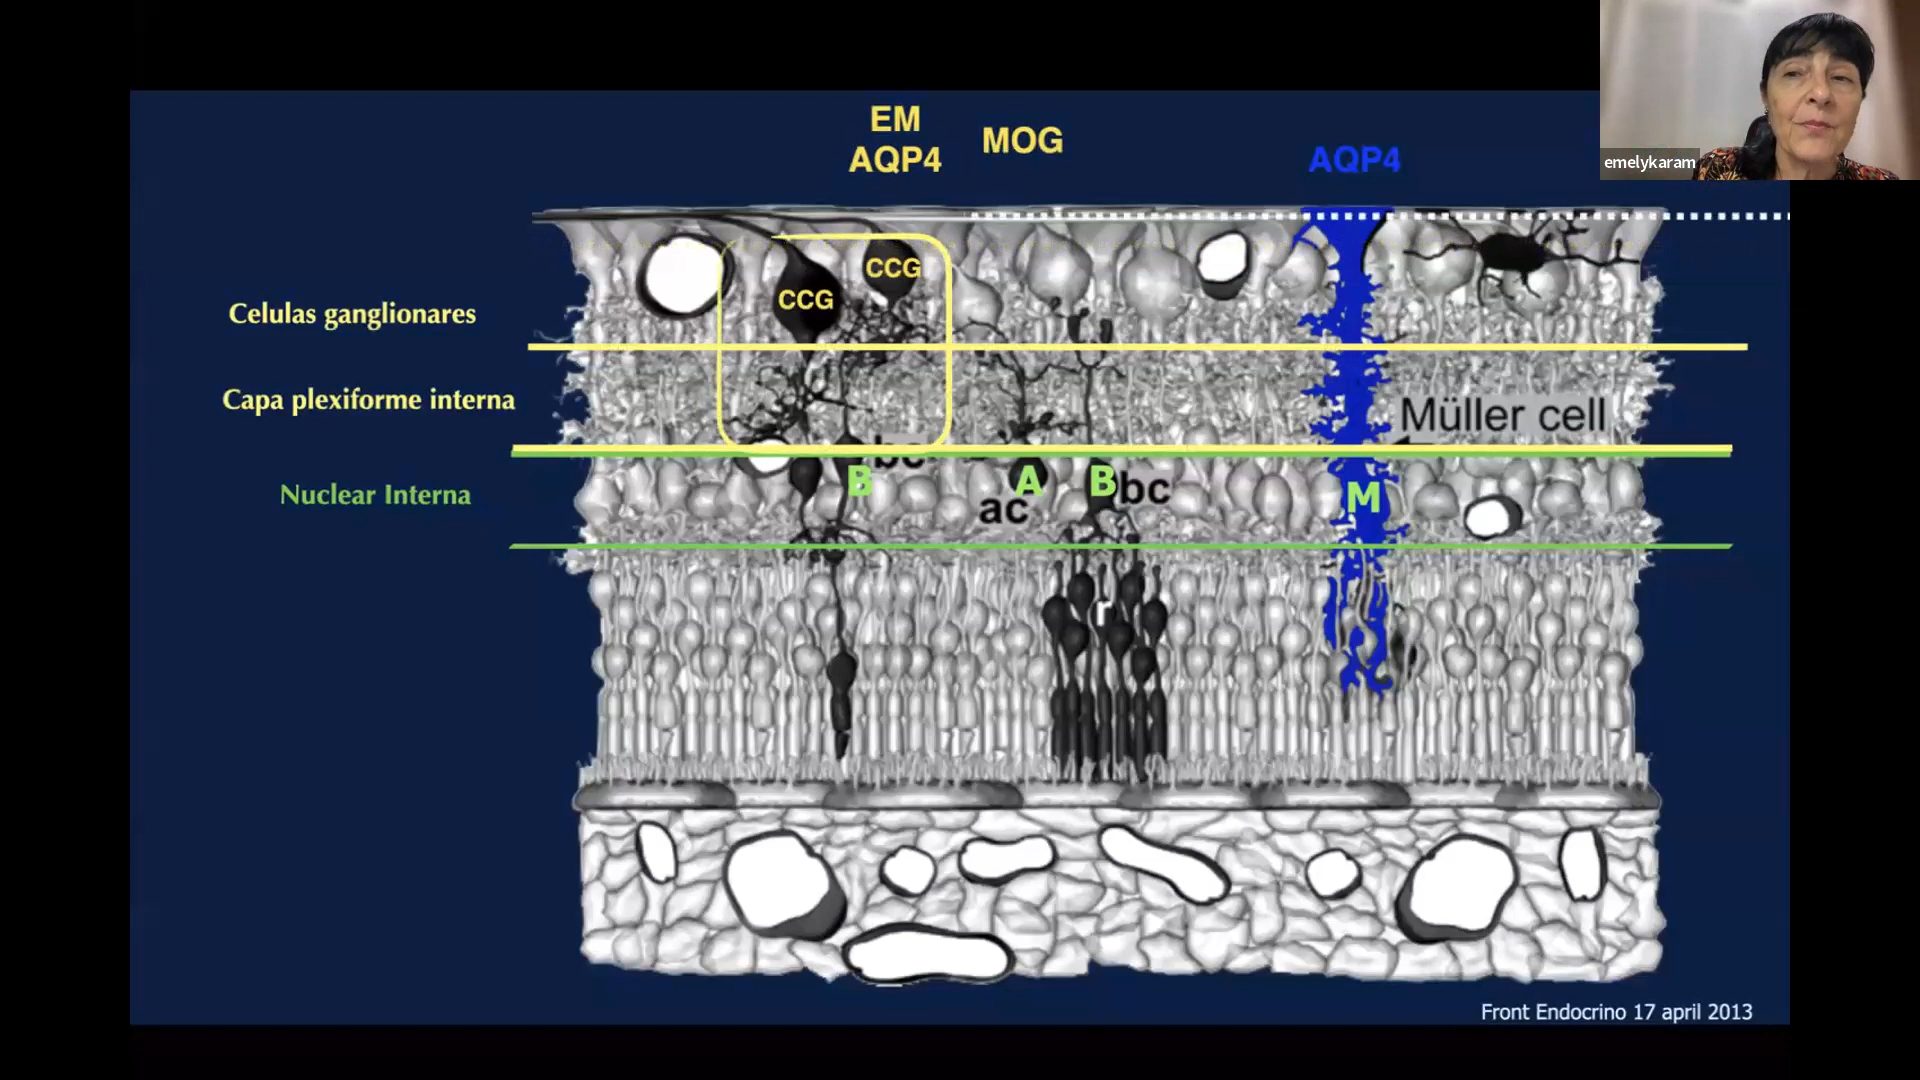 EM
AQP4
MOG
AQP4
emelykaram
CCG
CCG
Celulas ganglionares
Capa plexiforme interna
Müller cell
bc
B
A
B
bc
ac
Nuclear Interna
M
r
Front Endocrino 17 april 2013